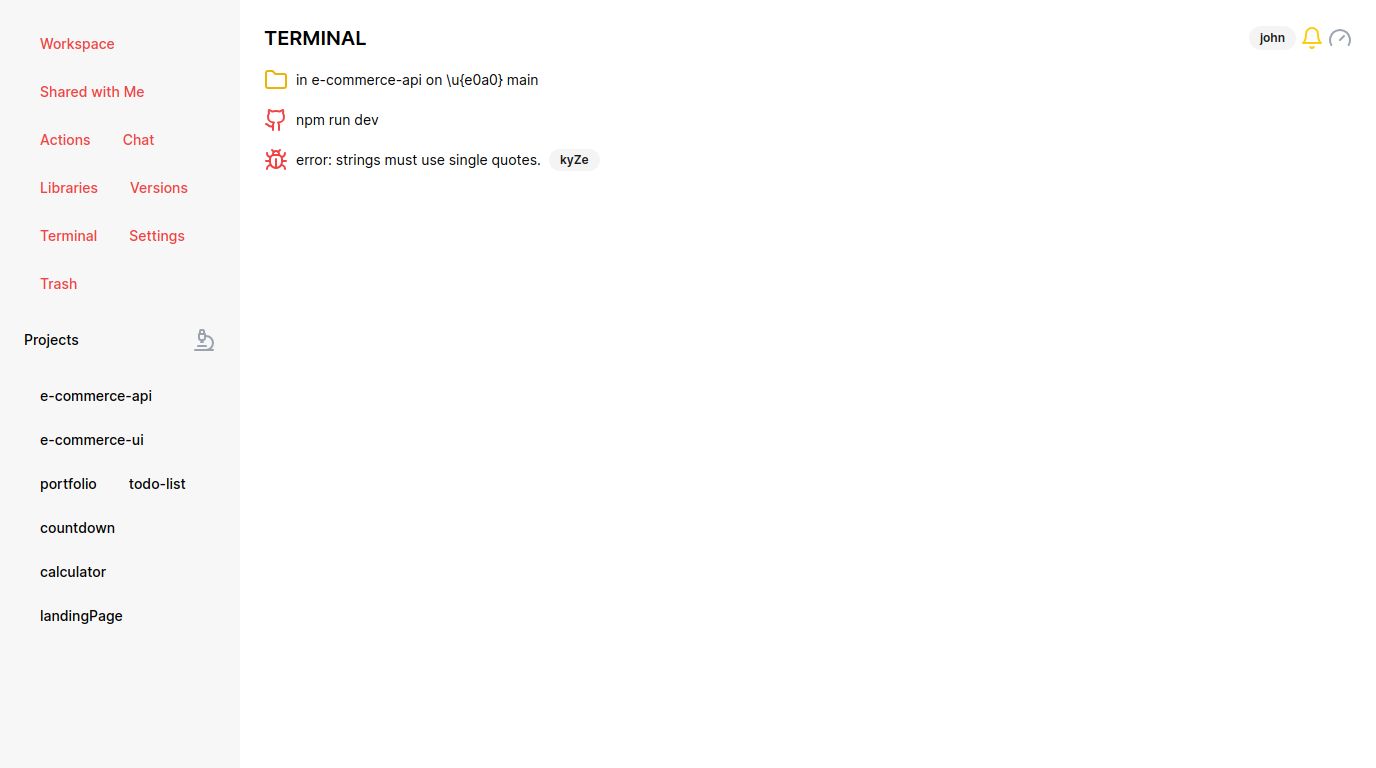 Workspace
Shared with Me
Actions Chat
Libraries Versions
Terminal Settings
Trash
Projects
e-commerce-api
e-commerce-ui
portfolio todo-list
countdown
calculator
landingPage
TERMINAL
john
in e-commerce-api on \u{e0a0} main
npm run dev
error: strings must use single quotes. kyZe